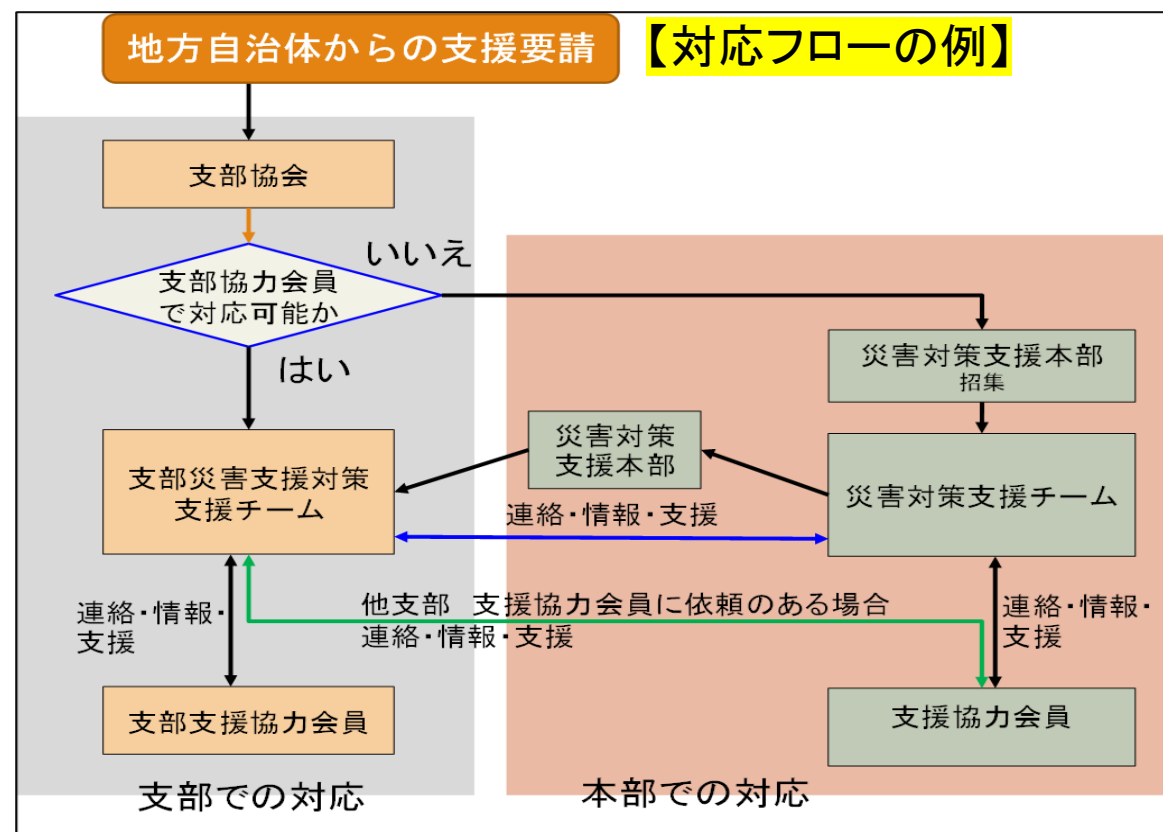 地方自治体からの支援要請
【対応フローの例】
支部協会
いいえ
支部協力会員
で対応可能か
はい
災害対策支援本部
招集
災害対策
支援本部
支部災害支援対策
支援チーム
災害対策支援チーム
連絡・情報・支援
連絡・情報・
支援
他支部　支援協力会員に依頼のある場合
連絡・情報・支援
連絡・情報・
支援
支部支援協力会員
支援協力会員
支部での対応
本部での対応